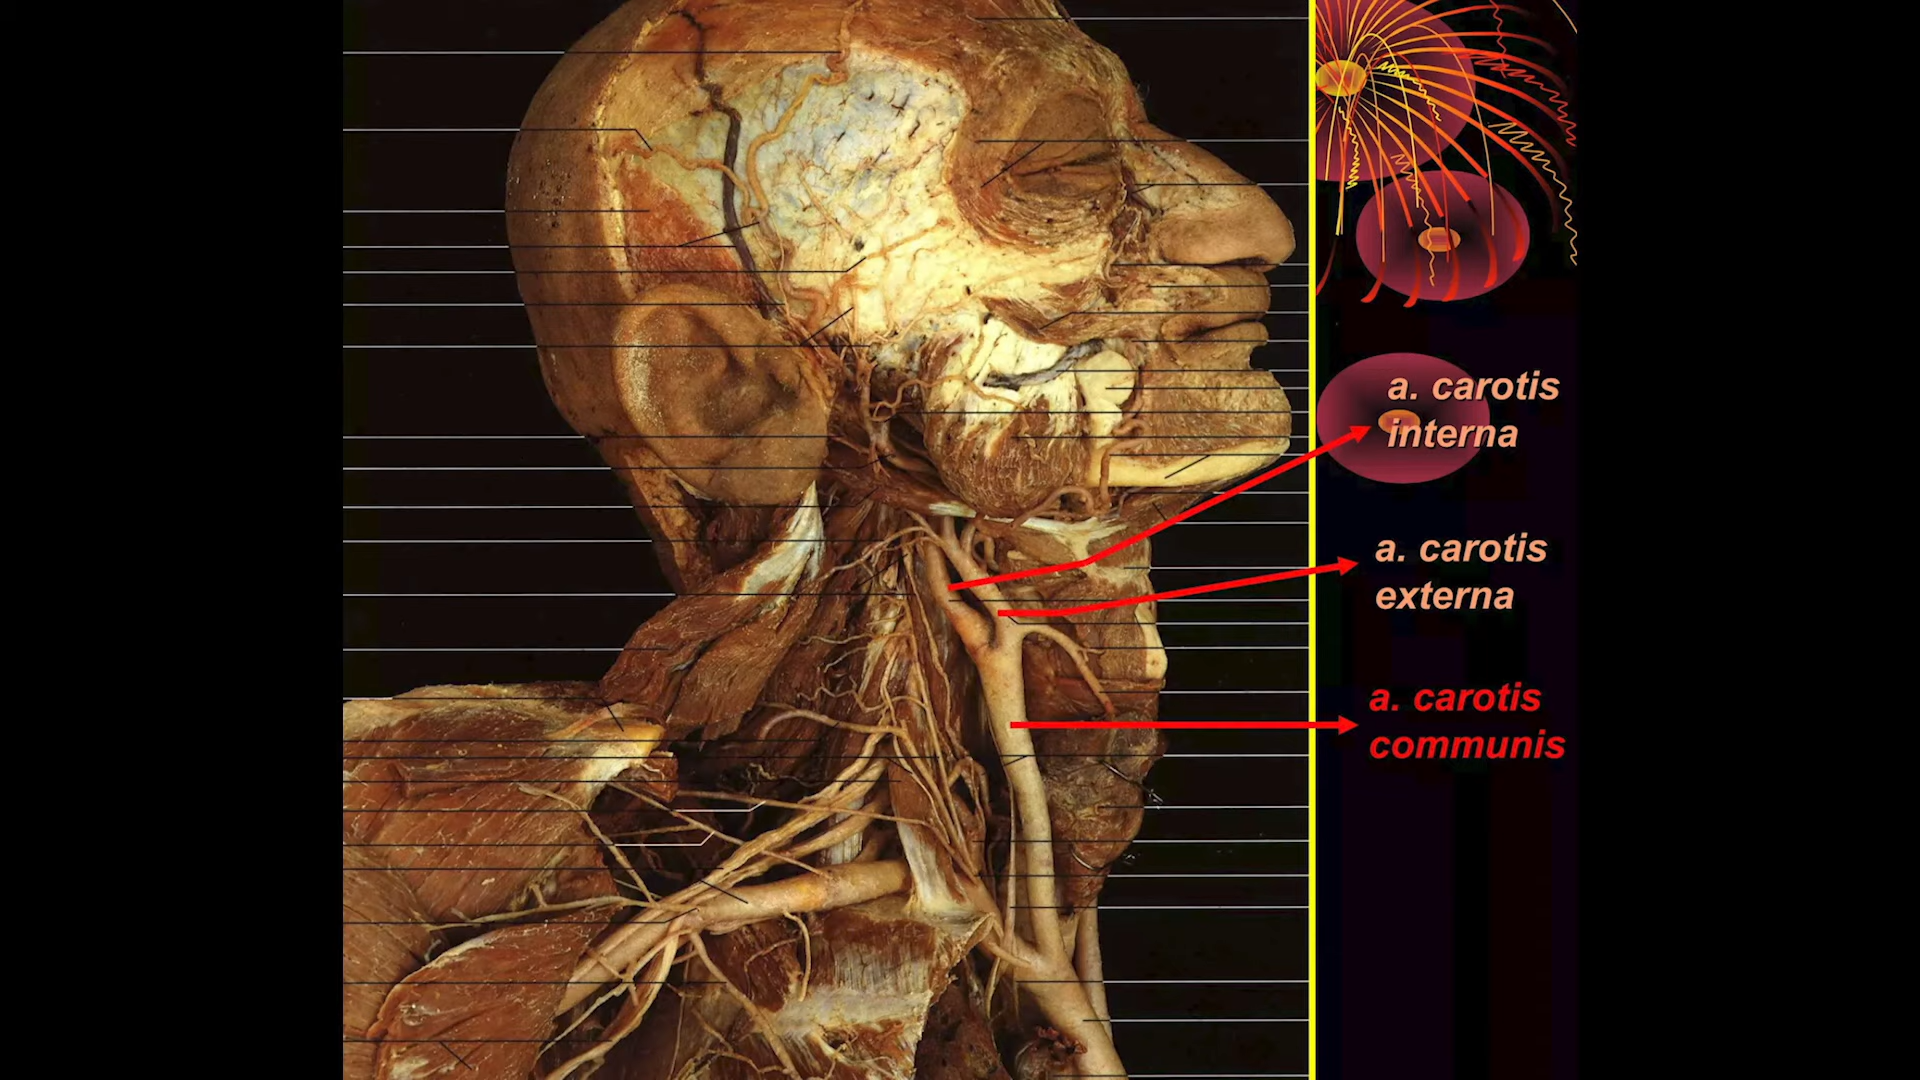 a. carotis
interna
a. carotis
externa
a. carotis
communis